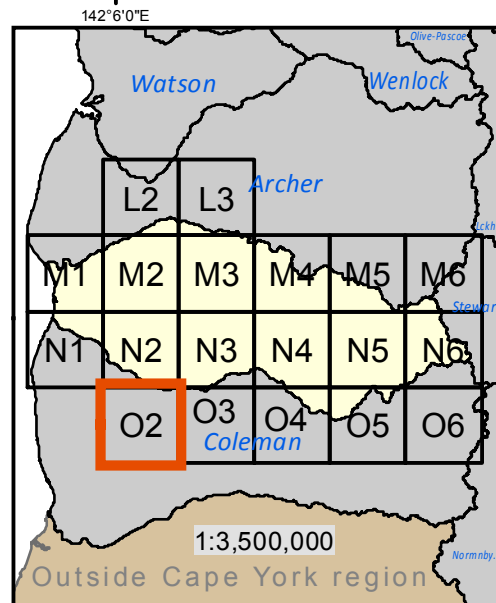 142°6'0"E
Olive-Pascoe
Watson
Wenlock
L2 L3
Archer
Lckh
M1 M2 M3 M4 M5 M6
Stewar
N1 N2 N3 N4 N5 N6
O2 O3 O4 O5 O6
Coleman
1:3,500,000
Normnby.
Outside Cape York region